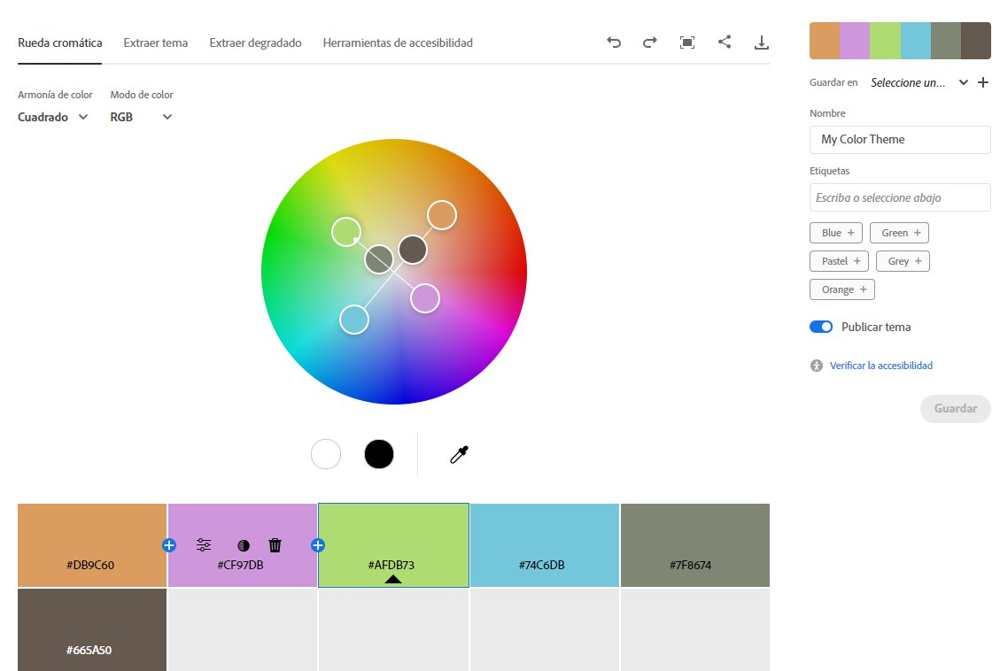 Rueda cromática Extraer tema Extraer degradado Herramientas de accesibilidad
Armonía de color Modo de color
Cuadrado RGB
Guardar en Seleccione un...
Nombre
My Color Theme
Etiquetas
Escriba o seleccione abajo
Blue + Green +
Pastel + Grey +
Orange +
Publicar tema
Verificar la accesibilidad
Guardar
#DB9C60 #CF97DB #AFDB73 #74C6DB #7F8674
#665A50